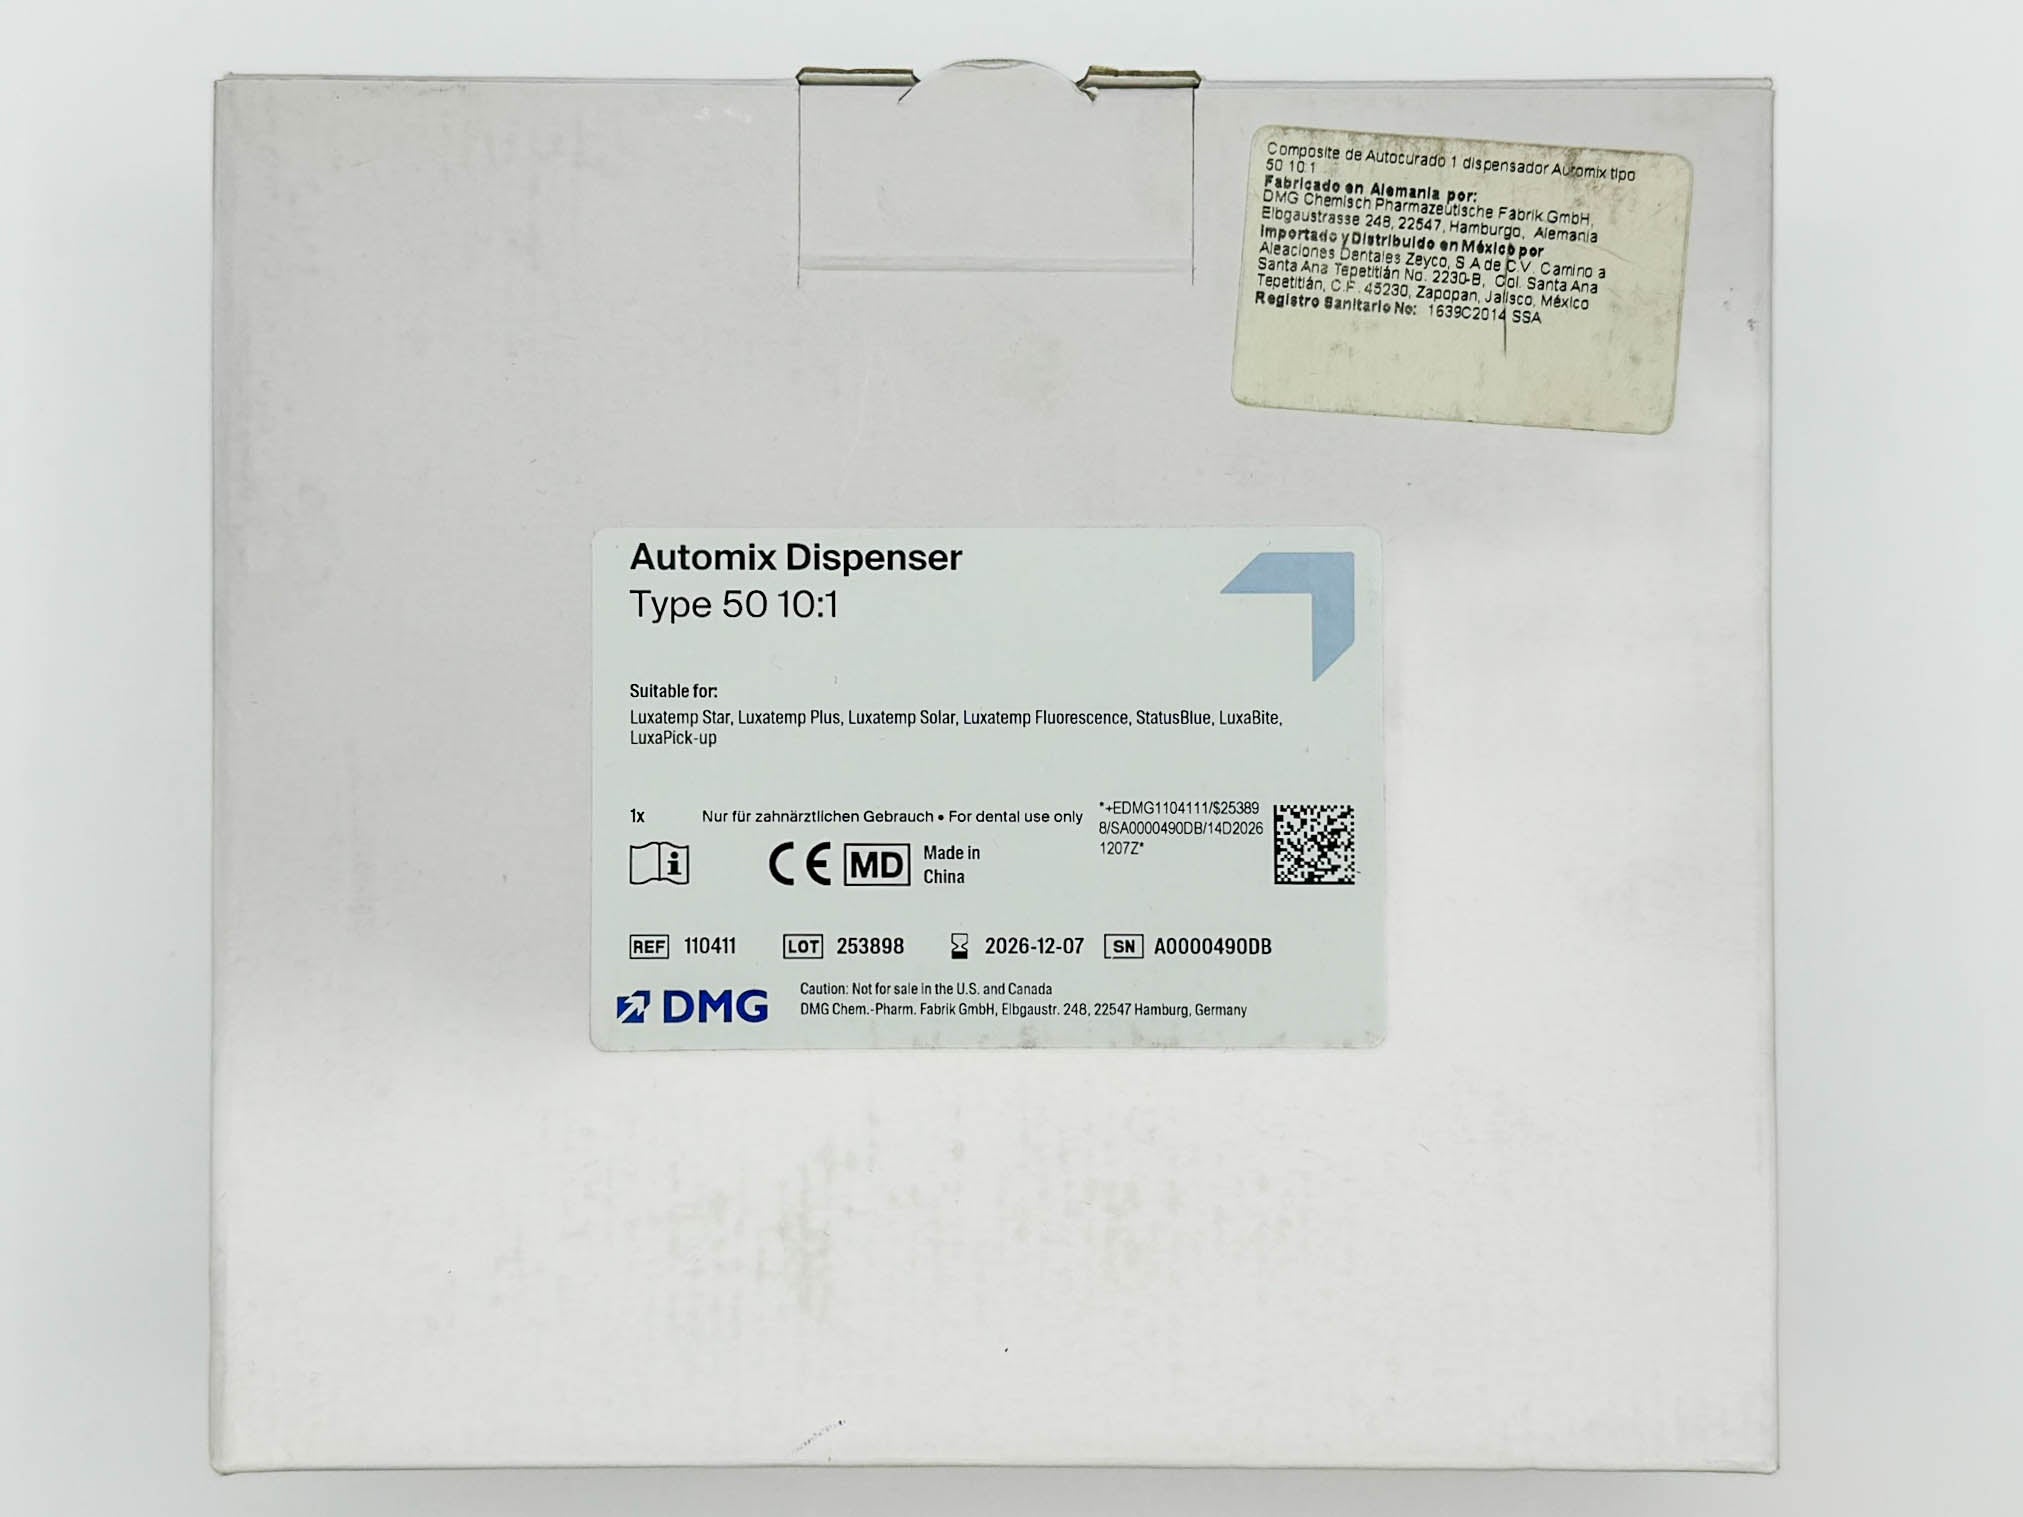 Composite de Autocurado 1 dispensador Automix tipo
50 10:1
Fabricado en Alemania por:
DMG Chemisch Pharmazeutische Fabrik GmbH,
Elbgaustrasse 248, 22547, Hamburgo, Alemania
Importado y Distribuido en México por
Aleaciones Dentales Zeyco, S.A de C.V. Camino a
Santa Ana Tepetitlán No. 2230-B, Col. Santa Ana
Tepetitlán, C.F. 45230, Zapopan, Jalisco, México
Registro Sanitario No: 1639C2014 SSA
Automix Dispenser
Type 50 10:1
Suitable for:
Luxatemp Star, Luxatemp Plus, Luxatemp Solar, Luxatemp Fluorescence, StatusBlue, LuxaBite,
LuxaPick-up
1x Nur für zahnärztlichen Gebrauch • For dental use only
*+EDMG1104111/$25389
8/SA0000490DB/14D2026
1207Z*
CE MD Made in
China
REF 110411 LOT 253898 2026-12-07 SN A0000490DB
DMG
Caution: Not for sale in the U.S. and Canada
DMG Chem.-Pharm. Fabrik GmbH, Elbgaustr. 248, 22547 Hamburg, Germany